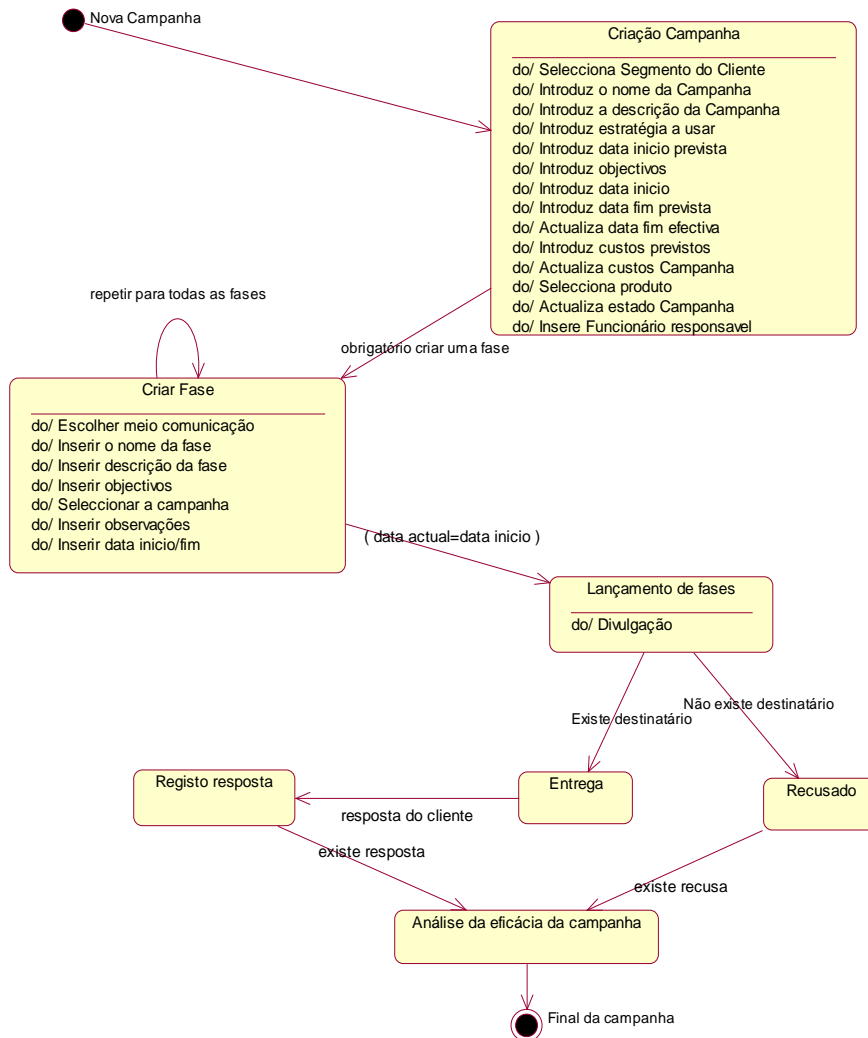 Nova Campanha
Criação Campanha
do/ Selecciona Segmento do Cliente
do/ Introduz o nome da Campanha
do/ Introduz a descrição da Campanha
do/ Introduz estratégia a usar
do/ Introduz data inicio prevista
do/ Introduz objectivos
do/ Introduz data inicio
do/ Introduz data fim prevista
do/ Actualiza data fim efectiva
do/ Introduz custos previstos
do/ Actualiza custos Campanha
do/ Selecciona produto
do/ Actualiza estado Campanha
do/ Insere Funcionário responsavel
repetir para todas as fases
obrigatório criar uma fase
Criar Fase
do/ Escolher meio comunicação
do/ Inserir o nome da fase
do/ Inserir descrição da fase
do/ Inserir objectivos
do/ Seleccionar a campanha
do/ Inserir observações
do/ Inserir data inicio/fim
( data actual=data inicio )
Lançamento de fases
do/ Divulgação
Não existe destinatário
Existe destinatário
Registo resposta
Entrega
Recusado
resposta do cliente
existe resposta
existe recusa
Análise da eficácia da campanha
Final da campanha